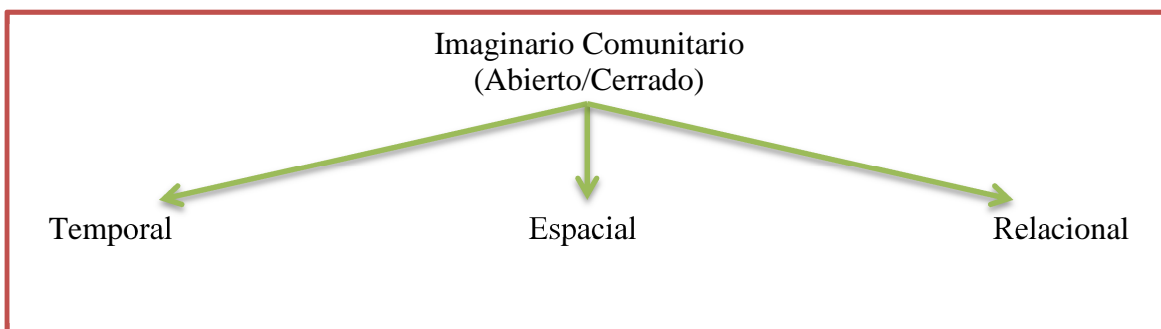 Imaginario Comunitario
(Abierto/Cerrado)
Temporal Espacial Relacional